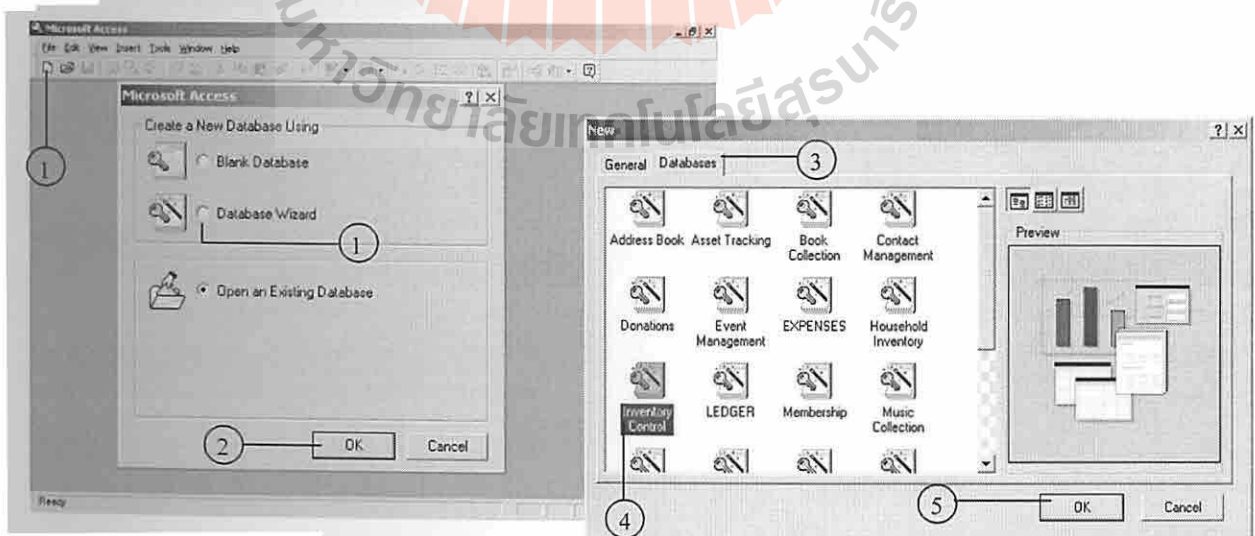 Microsoft Access
File Edit View Insert Tools Window Help
1
Microsoft Access
Create a New Database Using
Blank Database
Database Wizard
1
Open an Existing Database
2
OK
Cancel
Ready
New
General Databases
3
Address Book
Asset Tracking
Book
Collection
Contact
Management
Preview
Donations
Event
Management
EXPENSES
Household
Inventory
Inventory
Control
LEDGER
Membership
Music
Collection
4
5
OK
Cancel